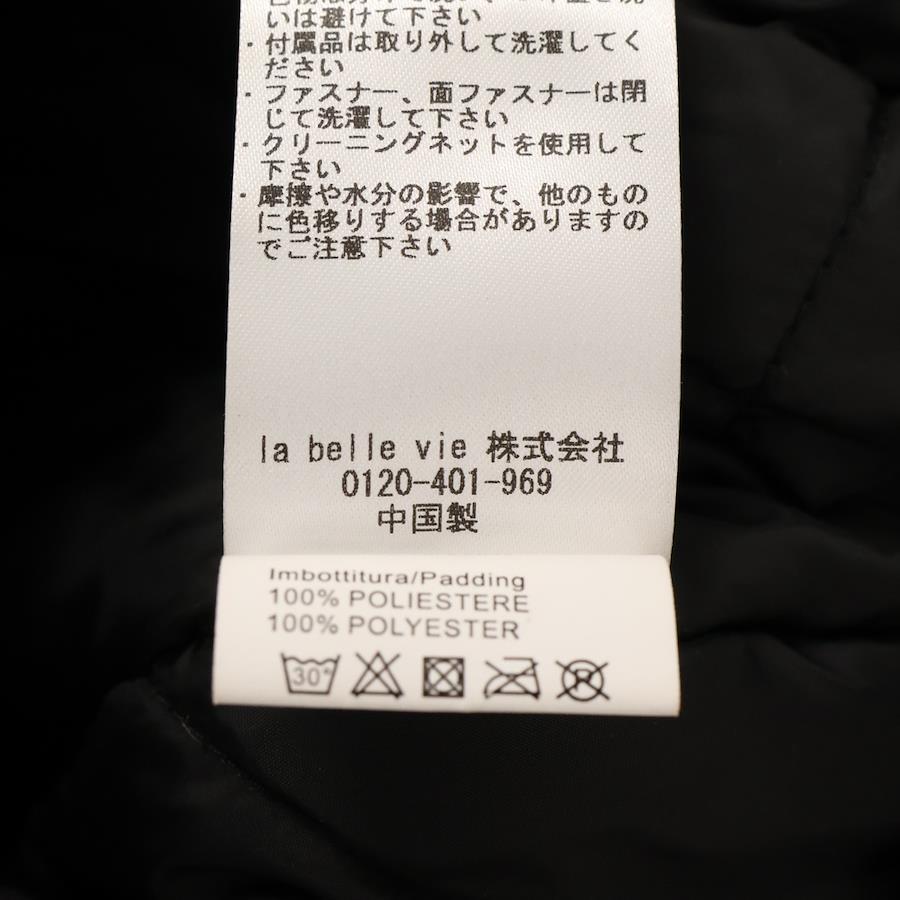 いは避けて下さい
・付属品は取り外して洗濯してく
ださい
・ファスナー、面ファスナーは閉
じて洗濯して下さい
・クリーニングネットを使用して
下さい
・摩擦や水分の影響で、他のもの
に色移りする場合がありますの
でご注意下さい
la belle vie 株式会社
0120-401-969
中国製
Imbottitura/Padding
100% POLIESTERE
100% POLYESTER
30°
R